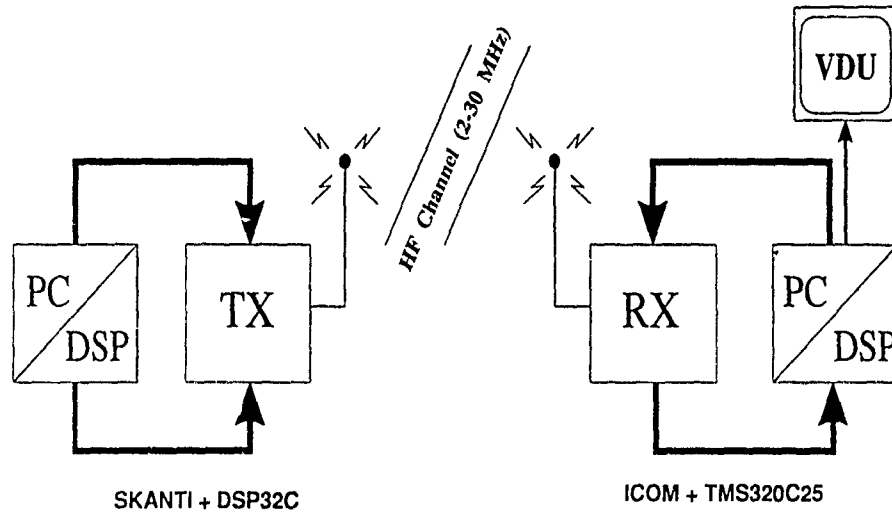 VDU
HF Channel (2-30 MHz)
PC
DSP
TX
RX
PC
DSP
SKANTI + DSP32C
ICOM + TMS320C25